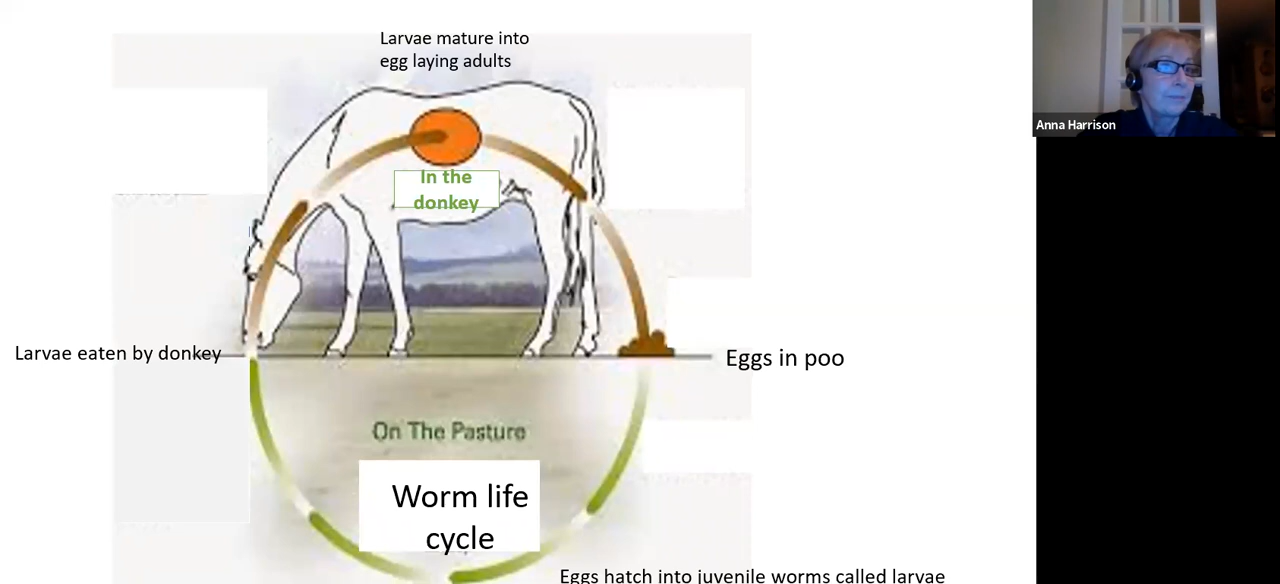 Larvae mature into
egg laying adults
Anna Harrison
In the
donkey
Larvae eaten by donkey
Eggs in poo
On The Pasture
Worm life
cycle
Eggs hatch into juvenile worms called larvae